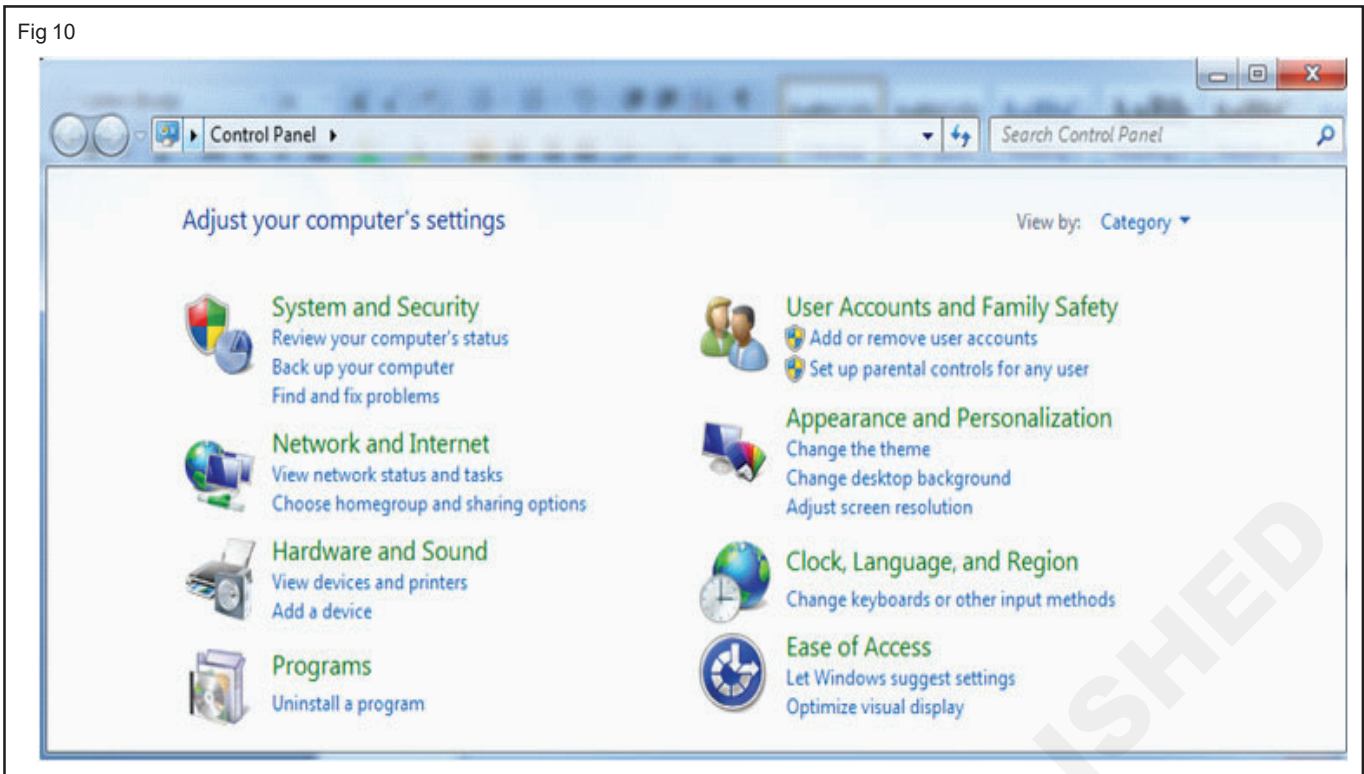 Fig 10
Control Panel
Search Control Panel
Adjust your computer's settings
View by: Category
System and Security
Review your computer's status
Back up your computer
Find and fix problems
Network and Internet
View network status and tasks
Choose homegroup and sharing options
Hardware and Sound
View devices and printers
Add a device
Programs
Uninstall a program
User Accounts and Family Safety
Add or remove user accounts
Set up parental controls for any user
Appearance and Personalization
Change the theme
Change desktop background
Adjust screen resolution
Clock, Language, and Region
Change keyboards or other input methods
Ease of Access
Let Windows suggest settings
Optimize visual display
ISHED